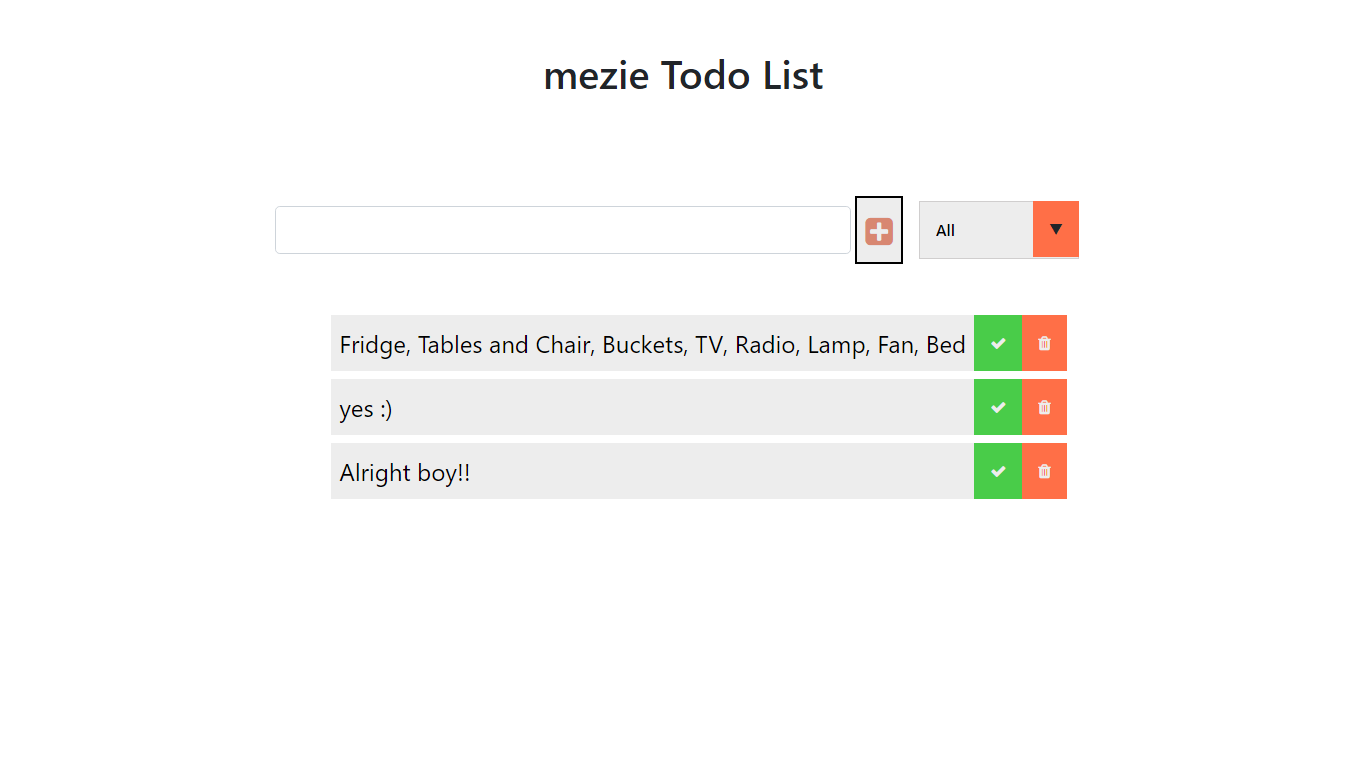 mezie Todo List
All
Fridge, Tables and Chair, Buckets, TV, Radio, Lamp, Fan, Bed
yes :)
Alright boy!!